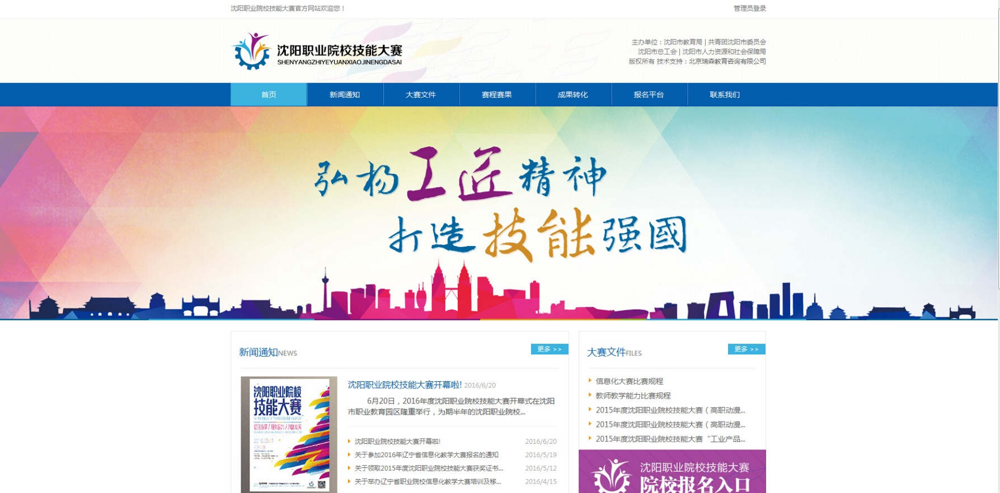 沈阳职业院校技能大赛官方网站欢迎您！
管理员登录
沈阳职业院校技能大赛
SHENYANGZHIYEYUANXIAOJINENGDASAI
主办单位：沈阳市教育局 | 共青团沈阳市委员会
沈阳市总工会 | 沈阳市人力资源和社会保障局
版权所有 技术支持：北京瑞森教育咨询有限公司
首页 新闻通知 大赛文件 赛程赛果 成果转化 报名平台 联系我们
弘杨工匠精神
打造技能强國
新闻通知NEWS
更多 >>
沈阳职业院校
技能大赛
沈阳职业院校技能大赛开幕啦! 2016/6/20
6月20日，2016年度沈阳职业院校技能大赛开幕式在沈阳
市职业教育园区隆重举行，为期半年的沈阳职业院校...
沈阳职业院校技能大赛开幕啦! 2016/6/20
关于参加2016年辽宁省信息化教学大赛报名的通知 2016/5/19
关于领取2015年度沈阳职业院校技能大赛获奖证书... 2016/5/12
关于举办辽宁省职业院校信息化教学大赛培训及移... 2016/4/15
大赛文件FILES
更多 >>
信息化大赛比赛规程
教师教学能力比赛规程
2015年度沈阳职业院校技能大赛（高职动漫...
2015年度沈阳职业院校技能大赛（高职动漫...
2015年度沈阳职业院校技能大赛“工业产品...
沈阳职业院校技能大赛
院校报名入口